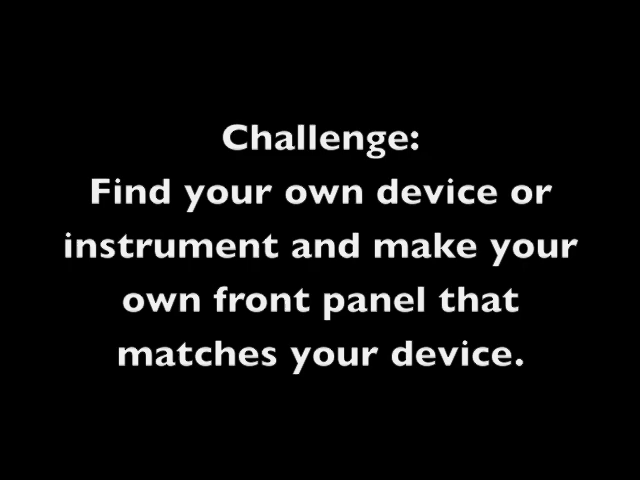 Challenge:
Find your own device or
instrument and make your
own front panel that
matches your device.